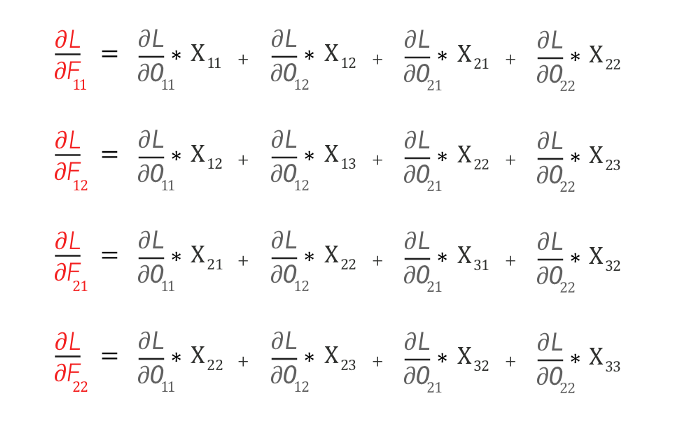 ∂L/∂F₁₁ = ∂L/∂O₁₁ * X₁₁ + ∂L/∂O₁₂ * X₁₂ + ∂L/∂O₂₁ * X₂₁ + ∂L/∂O₂₂ * X₂₂
∂L/∂F₁₂ = ∂L/∂O₁₁ * X₁₂ + ∂L/∂O₁₂ * X₁₃ + ∂L/∂O₂₁ * X₂₂ + ∂L/∂O₂₂ * X₂₃
∂L/∂F₂₁ = ∂L/∂O₁₁ * X₂₁ + ∂L/∂O₁₂ * X₂₂ + ∂L/∂O₂₁ * X₃₁ + ∂L/∂O₂₂ * X₃₂
∂L/∂F₂₂ = ∂L/∂O₁₁ * X₂₂ + ∂L/∂O₁₂ * X₂₃ + ∂L/∂O₂₁ * X₃₂ + ∂L/∂O₂₂ * X₃₃